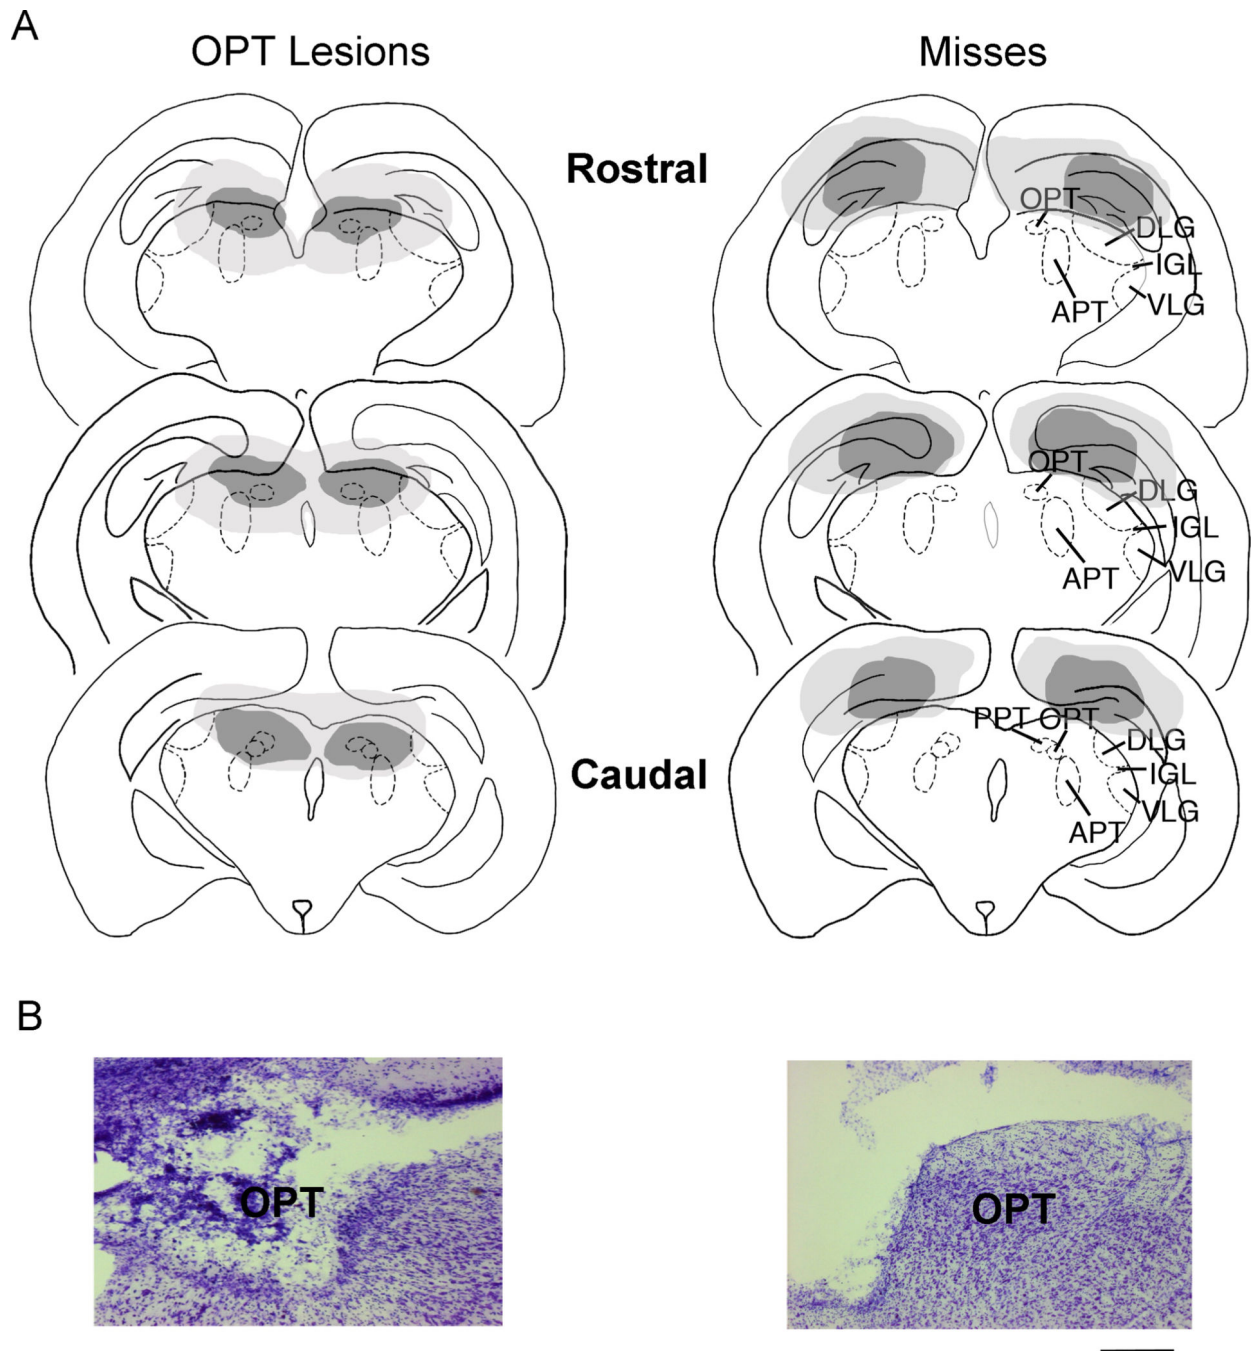 A
OPT Lesions
Misses
Rostral
OPT
DLG
IGL
VLG
APT
OPT
DLG
IGL
VLG
APT
PPT OPT
DLG
Caudal
IGL
VLG
APT
B
OPT
OPT